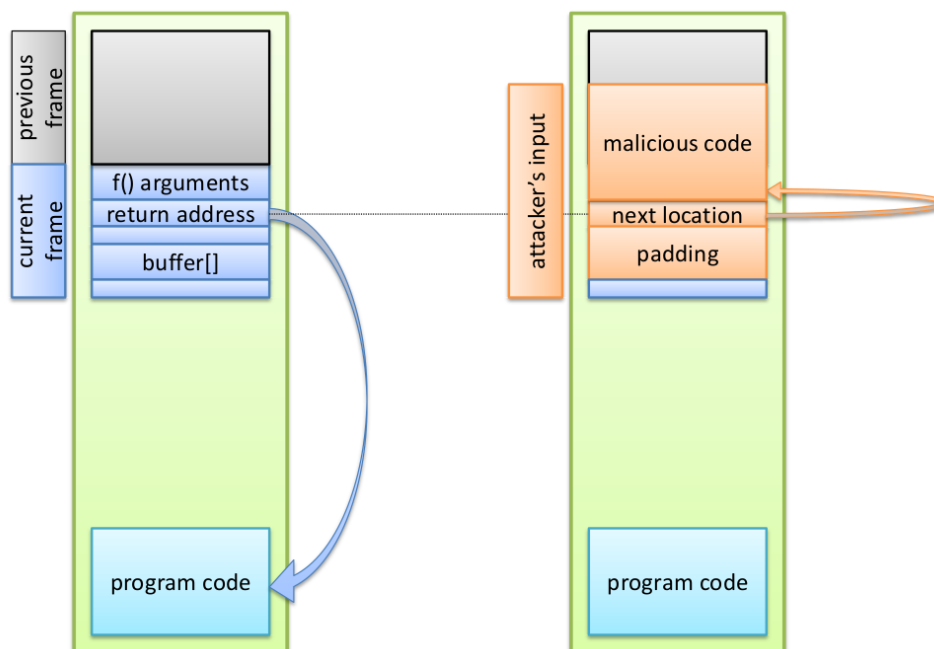 previous
frame
current
frame
f() arguments
return address
buffer[]
program code
attacker's input
malicious code
next location
padding
program code